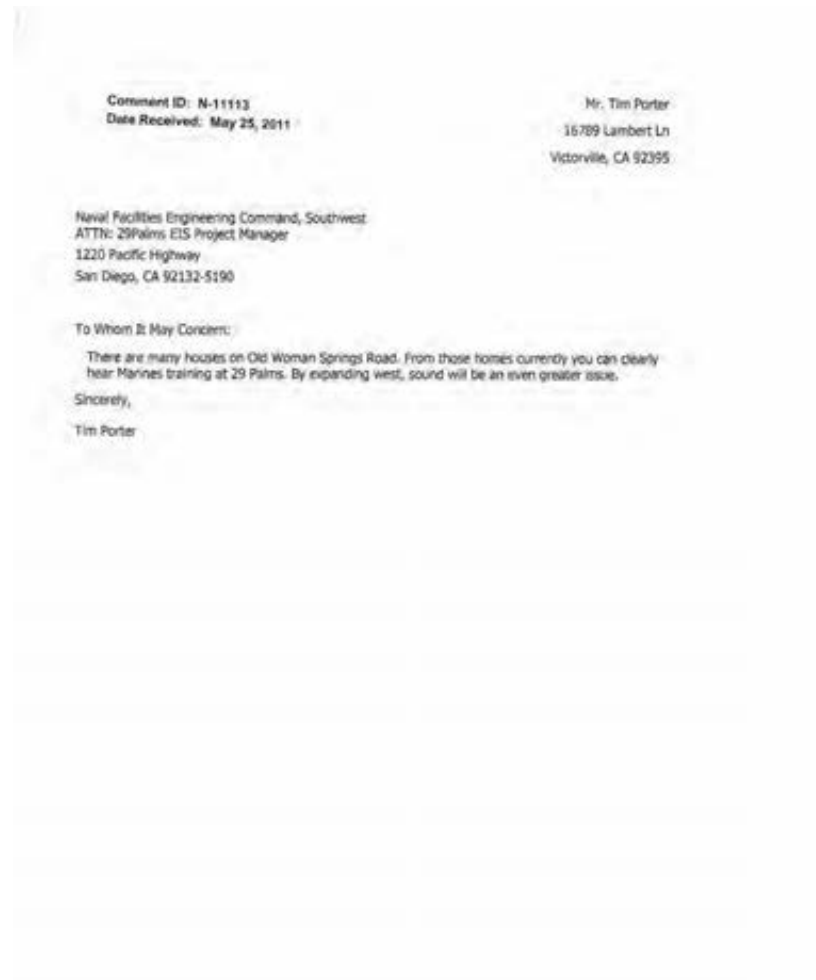 Comment ID: N-11113
Date Received: May 25, 2011
Mr. Tim Porter
16789 Lambert Ln
Victorville, CA 92395
Naval Facilities Engineering Command, Southwest
ATTN: 29Palms EIS Project Manager
1220 Pacific Highway
San Diego, CA 92132-5190
To Whom It May Concern:
There are many houses on Old Woman Springs Road. From those homes currently you can clearly
hear Marines training at 29 Palms. By expanding west, sound will be an even greater issue.
Sincerely,
Tim Porter